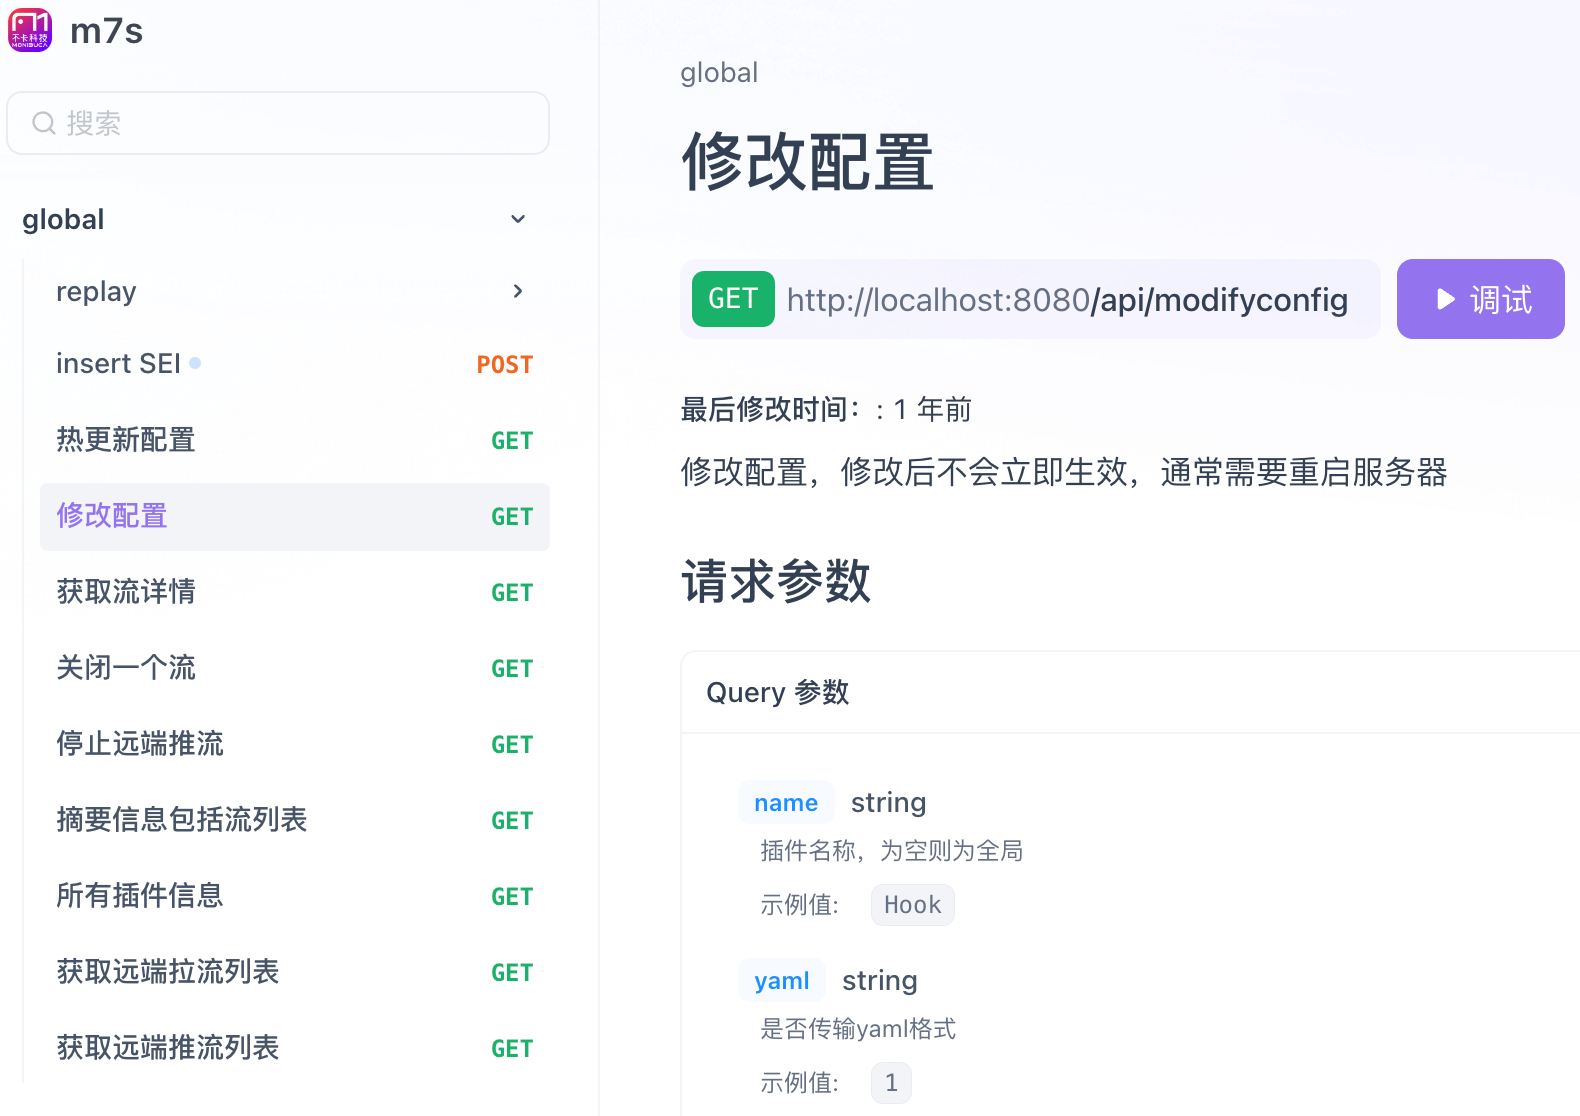 不卡科技
MONIBUCA
m7s
搜索
global
replay
insert SEI POST
热更新配置 GET
修改配置 GET
获取流详情 GET
关闭一个流 GET
停止远端推流 GET
摘要信息包括流列表 GET
所有插件信息 GET
获取远端拉流列表 GET
获取远端推流列表 GET
global
修改配置
GET http://localhost:8080/api/modifyconfig 调试
最后修改时间：: 1 年前
修改配置，修改后不会立即生效，通常需要重启服务器
请求参数
Query 参数
name string
插件名称，为空则为全局
示例值: Hook
yaml string
是否传输yaml格式
示例值: 1